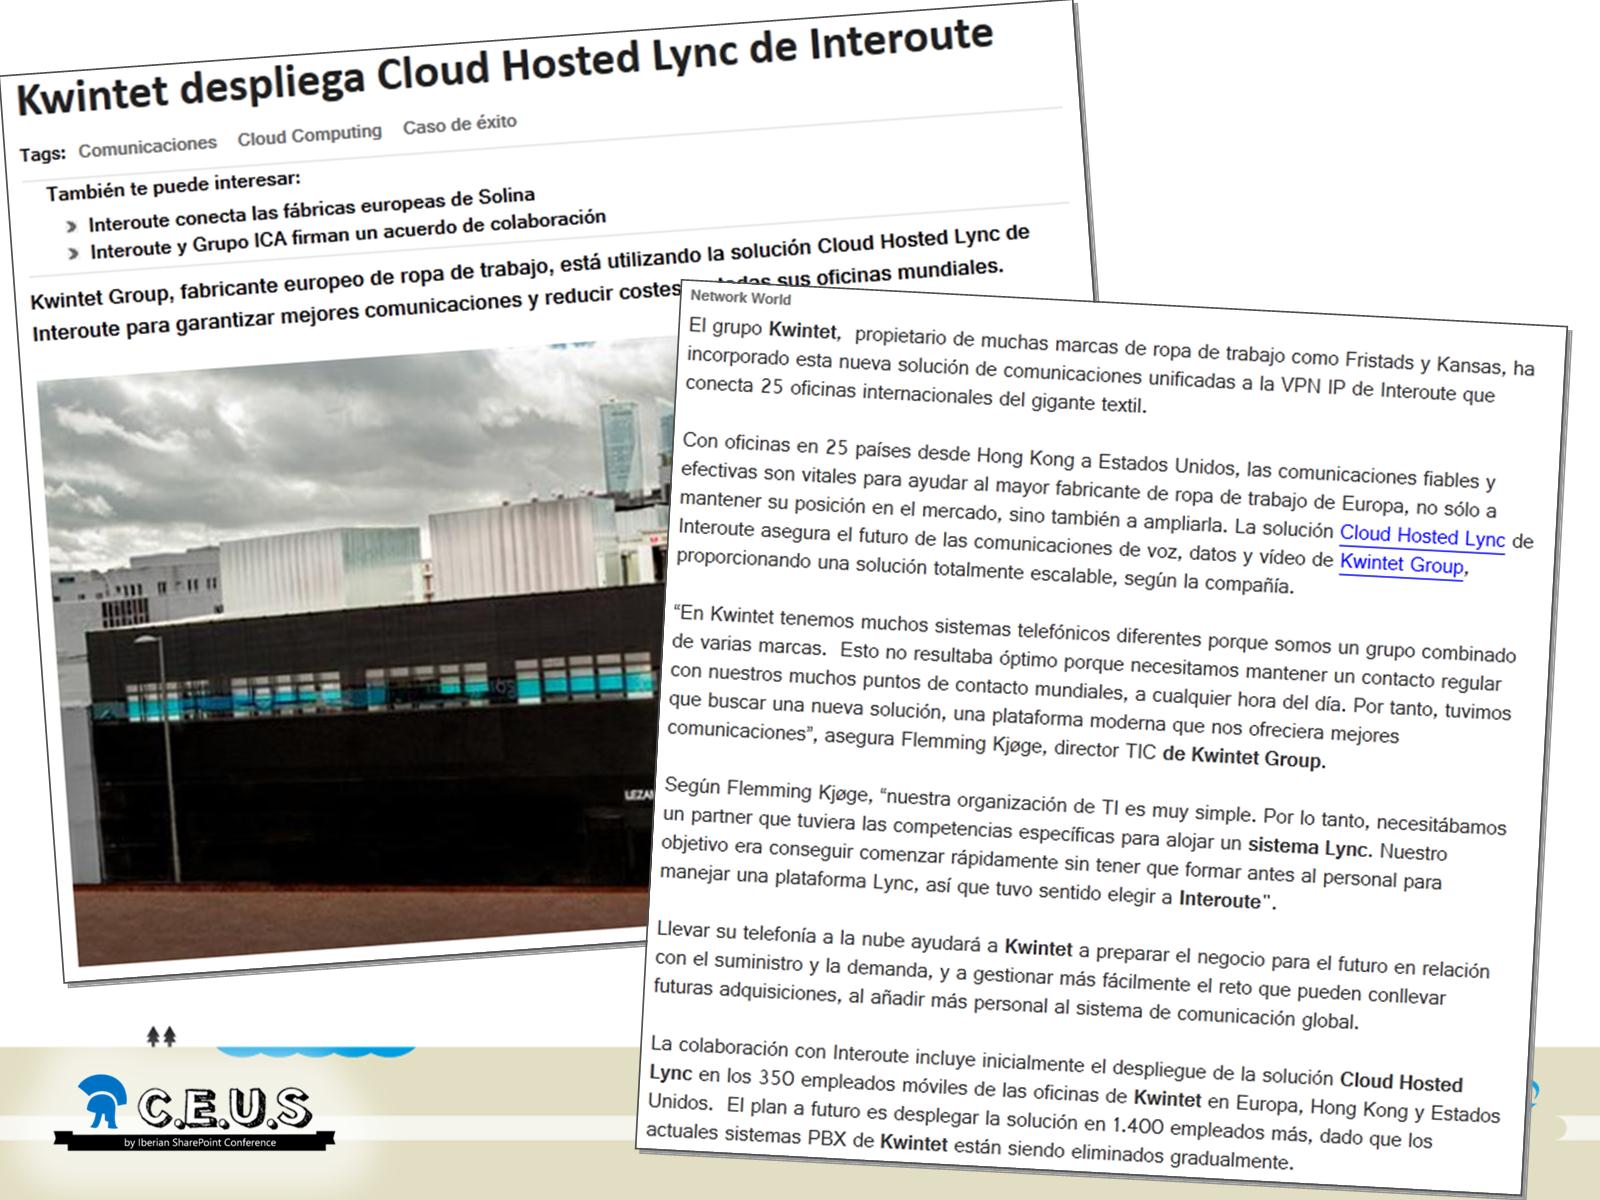 Kwintet despliega Cloud Hosted Lync de Interoute
Tags: Comunicaciones Cloud Computing Caso de éxito
También te puede interesar:
Interoute conecta las fábricas europeas de Solina
Interoute y Grupo ICA firman un acuerdo de colaboración
Kwintet Group, fabricante europeo de ropa de trabajo, está utilizando la solución Cloud Hosted Lync de
Interoute para garantizar mejores comunicaciones y reducir costes sus oficinas mundiales.
Network World
El grupo Kwintet, propietario de muchas marcas de ropa de trabajo como Fristads y Kansas, ha
incorporado esta nueva solución de comunicaciones unificadas a la VPN IP de Interoute que
conecta 25 oficinas internacionales del gigante textil.
Con oficinas en 25 países desde Hong Kong a Estados Unidos, las comunicaciones fiables y
efectivas son vitales para ayudar al mayor fabricante de ropa de trabajo de Europa, no sólo a
mantener su posición en el mercado, sino también a ampliarla. La solución Cloud Hosted Lync de
Interoute asegura el futuro de las comunicaciones de voz, datos y vídeo de Kwintet Group,
proporcionando una solución totalmente escalable, según la compañía.
“En Kwintet tenemos muchos sistemas telefónicos diferentes porque somos un grupo combinado
de varias marcas. Esto no resultaba óptimo porque necesitamos mantener un contacto regular
con nuestros muchos puntos de contacto mundiales, a cualquier hora del día. Por tanto, tuvimos
que buscar una nueva solución, una plataforma moderna que nos ofreciera mejores
comunicaciones”, asegura Flemming Kjøge, director TIC de Kwintet Group.
Según Flemming Kjøge, “nuestra organización de TI es muy simple. Por lo tanto, necesitábamos
un partner que tuviera las competencias específicas para alojar un sistema Lync. Nuestro
objetivo era conseguir comenzar rápidamente sin tener que formar antes al personal para
manejar una plataforma Lync, así que tuvo sentido elegir a Interoute".
Llevar su telefonía a la nube ayudará a Kwintet a preparar el negocio para el futuro en relación
con el suministro y la demanda, y a gestionar más fácilmente el reto que pueden conllevar
futuras adquisiciones, al añadir más personal al sistema de comunicación global.
La colaboración con Interoute incluye inicialmente el despliegue de la solución Cloud Hosted
Lync en los 350 empleados móviles de las oficinas de Kwintet en Europa, Hong Kong y Estados
Unidos. El plan a futuro es desplegar la solución en 1.400 empleados más, dado que los
actuales sistemas PBX de Kwintet están siendo eliminados gradualmente.
C.E.U.S
by Iberian SharePoint Conference